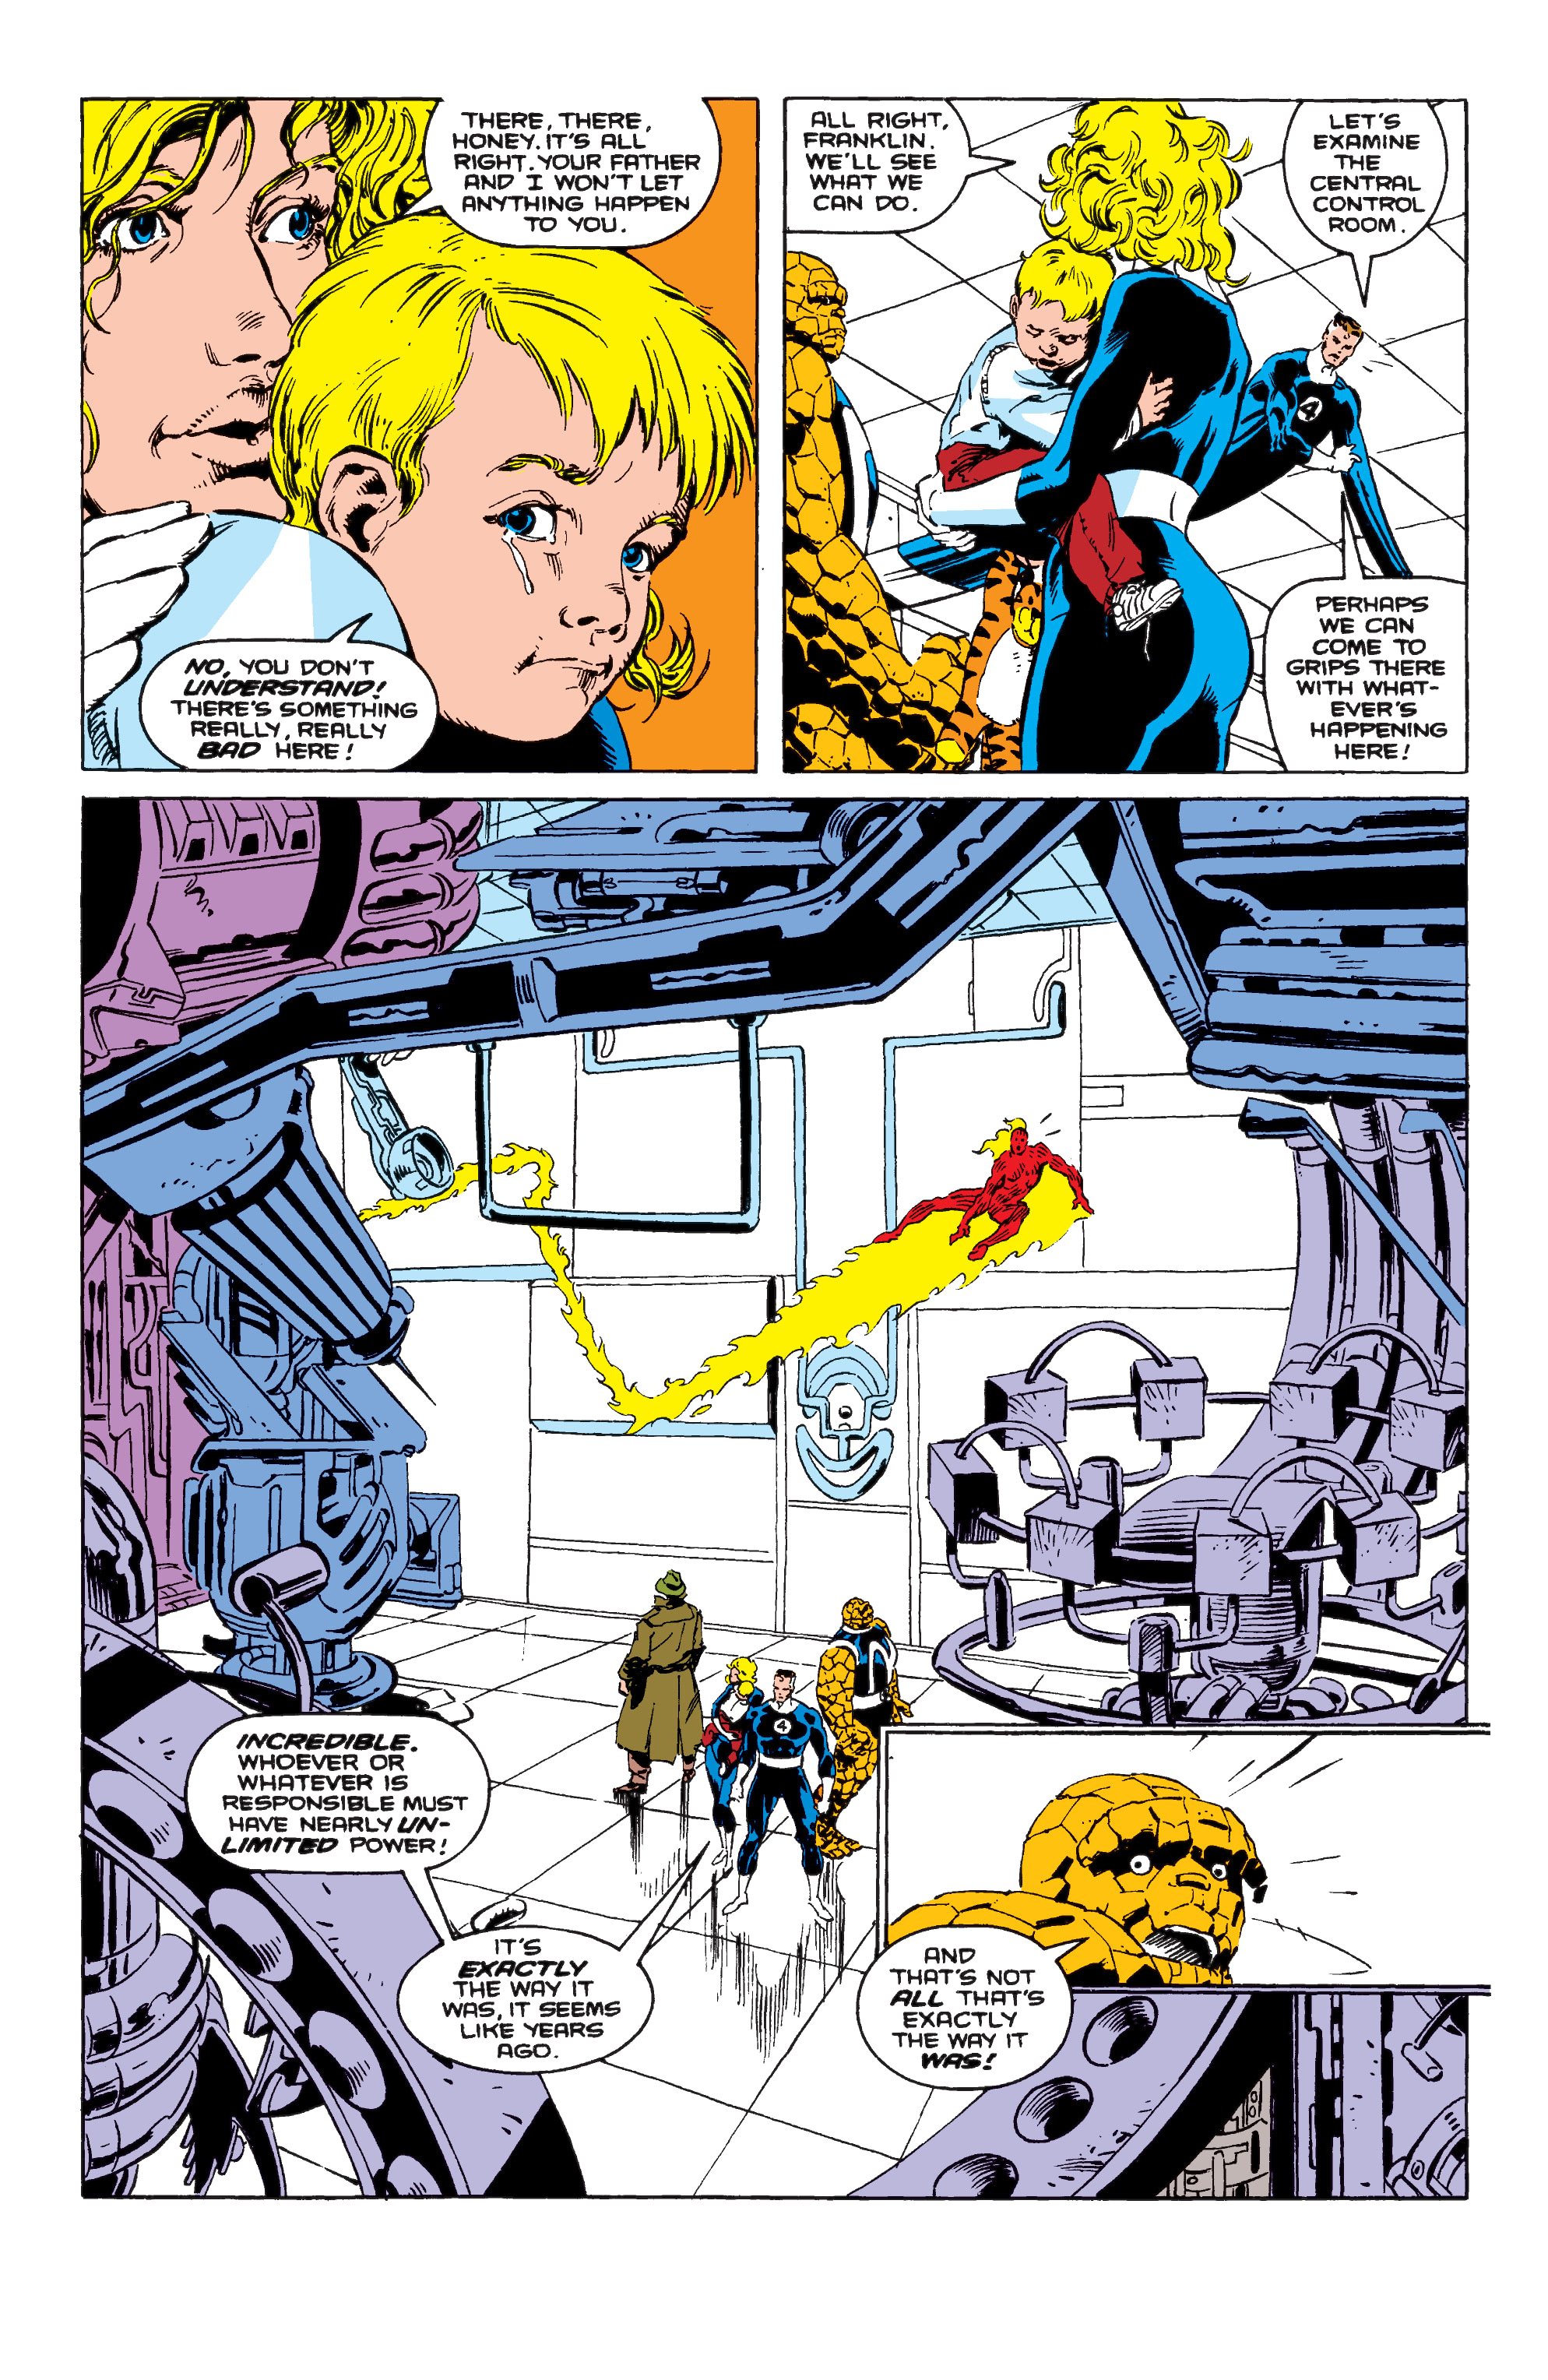 THERE, THERE,
HONEY. IT'S ALL
RIGHT. YOUR FATHER
AND I WON'T LET
ANYTHING HAPPEN
TO YOU.
NO, YOU DON'T
UNDERSTAND!
THERE'S SOMETHING
REALLY, REALLY
BAD HERE!
ALL RIGHT,
FRANKLIN.
WE'LL SEE
WHAT WE
CAN DO.
LET'S
EXAMINE
THE
CENTRAL
CONTROL
ROOM.
4
PERHAPS
WE CAN
COME TO
GRIPS THERE
WITH WHAT-
EVER'S
HAPPENING
HERE!
INCREDIBLE.
WHOEVER OR
WHATEVER IS
RESPONSIBLE MUST
HAVE NEARLY UN-
LIMITED POWER!
4
IT'S
EXACTLY
THE WAY IT
WAS, IT SEEMS
LIKE YEARS
AGO.
AND
THAT'S NOT
ALL THAT'S
EXACTLY
THE WAY IT
WAS!